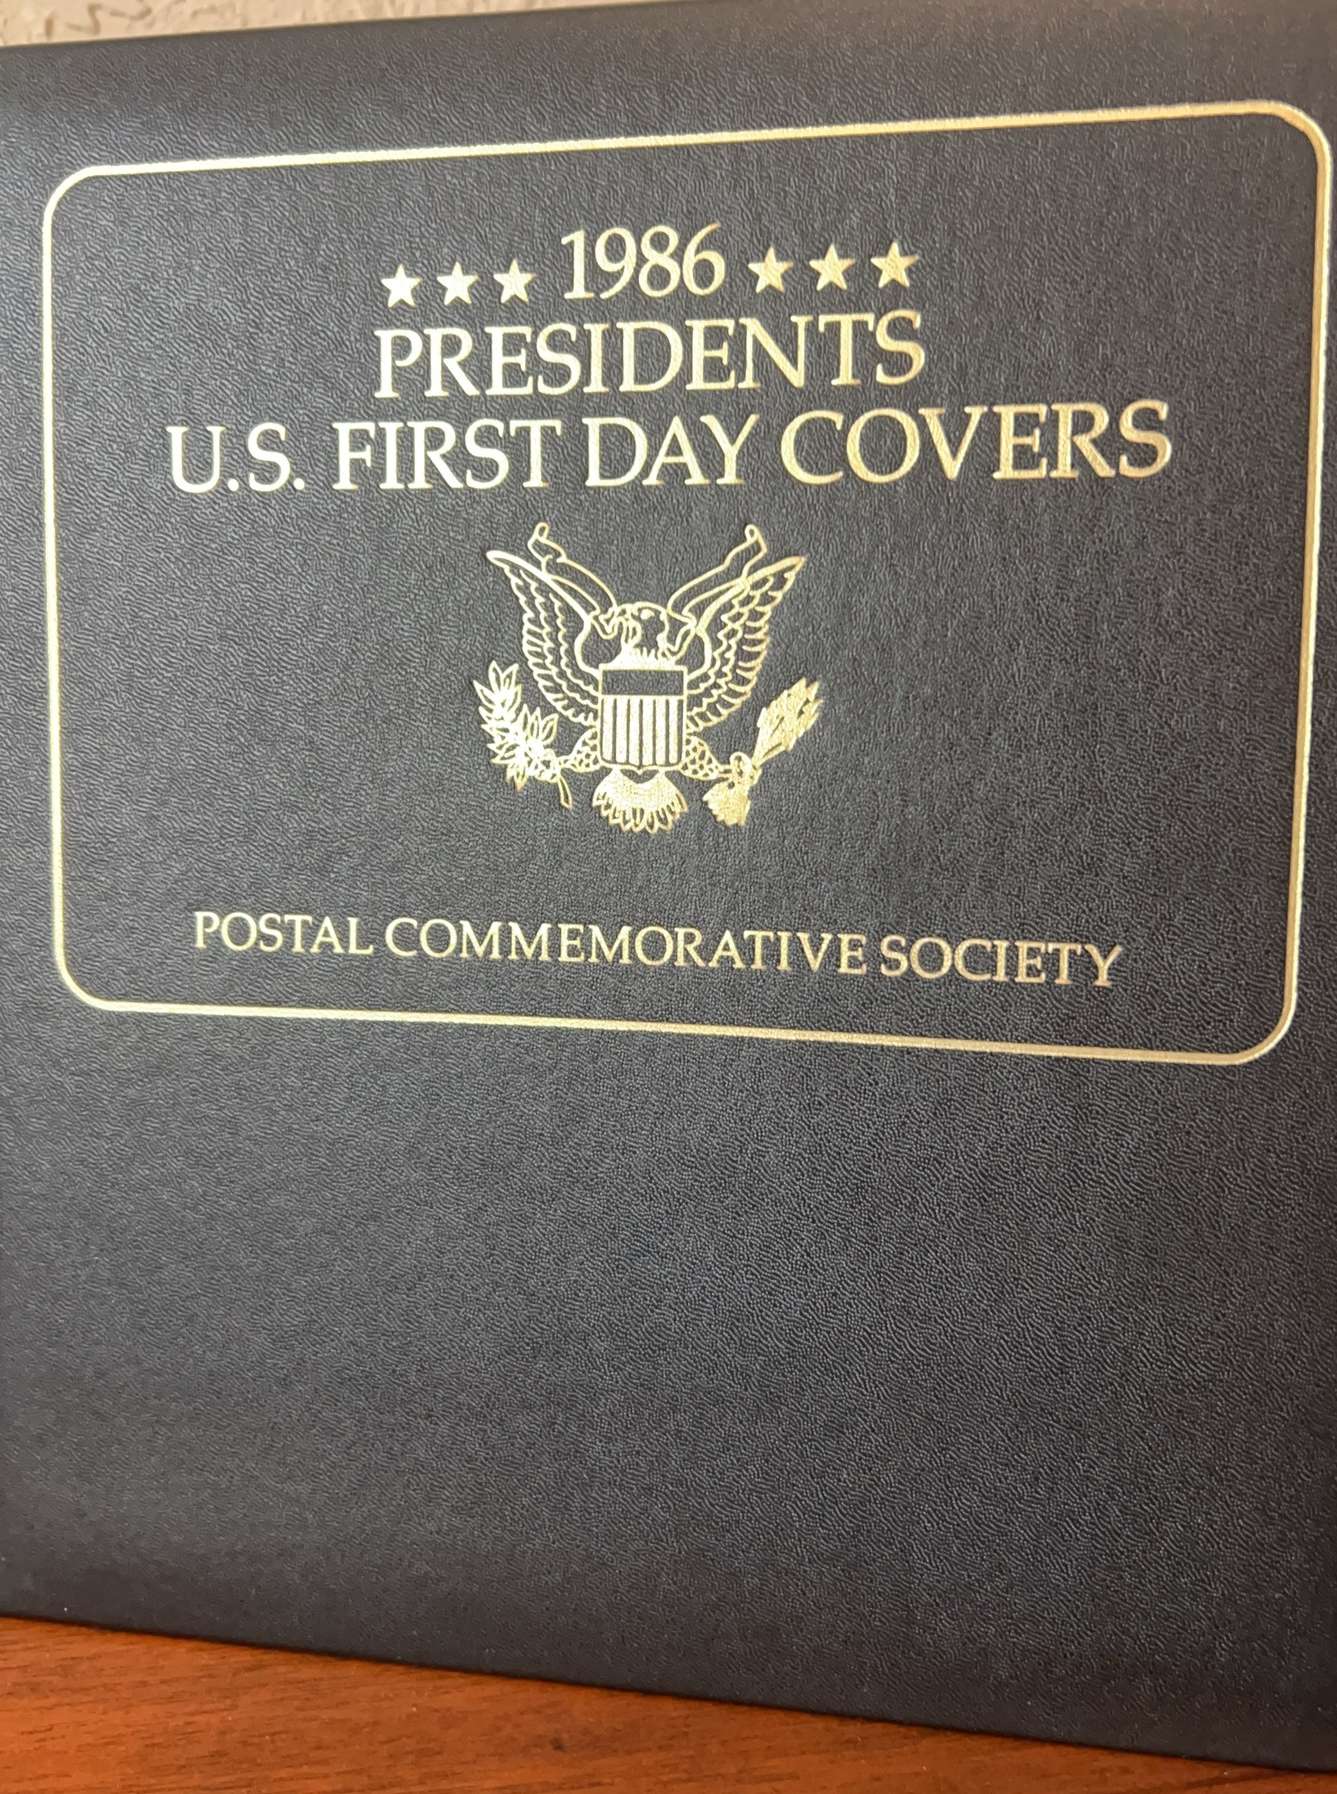 1986
PRESIDENTS
U.S. FIRST DAY COVERS
POSTAL COMMEMORATIVE SOCIETY